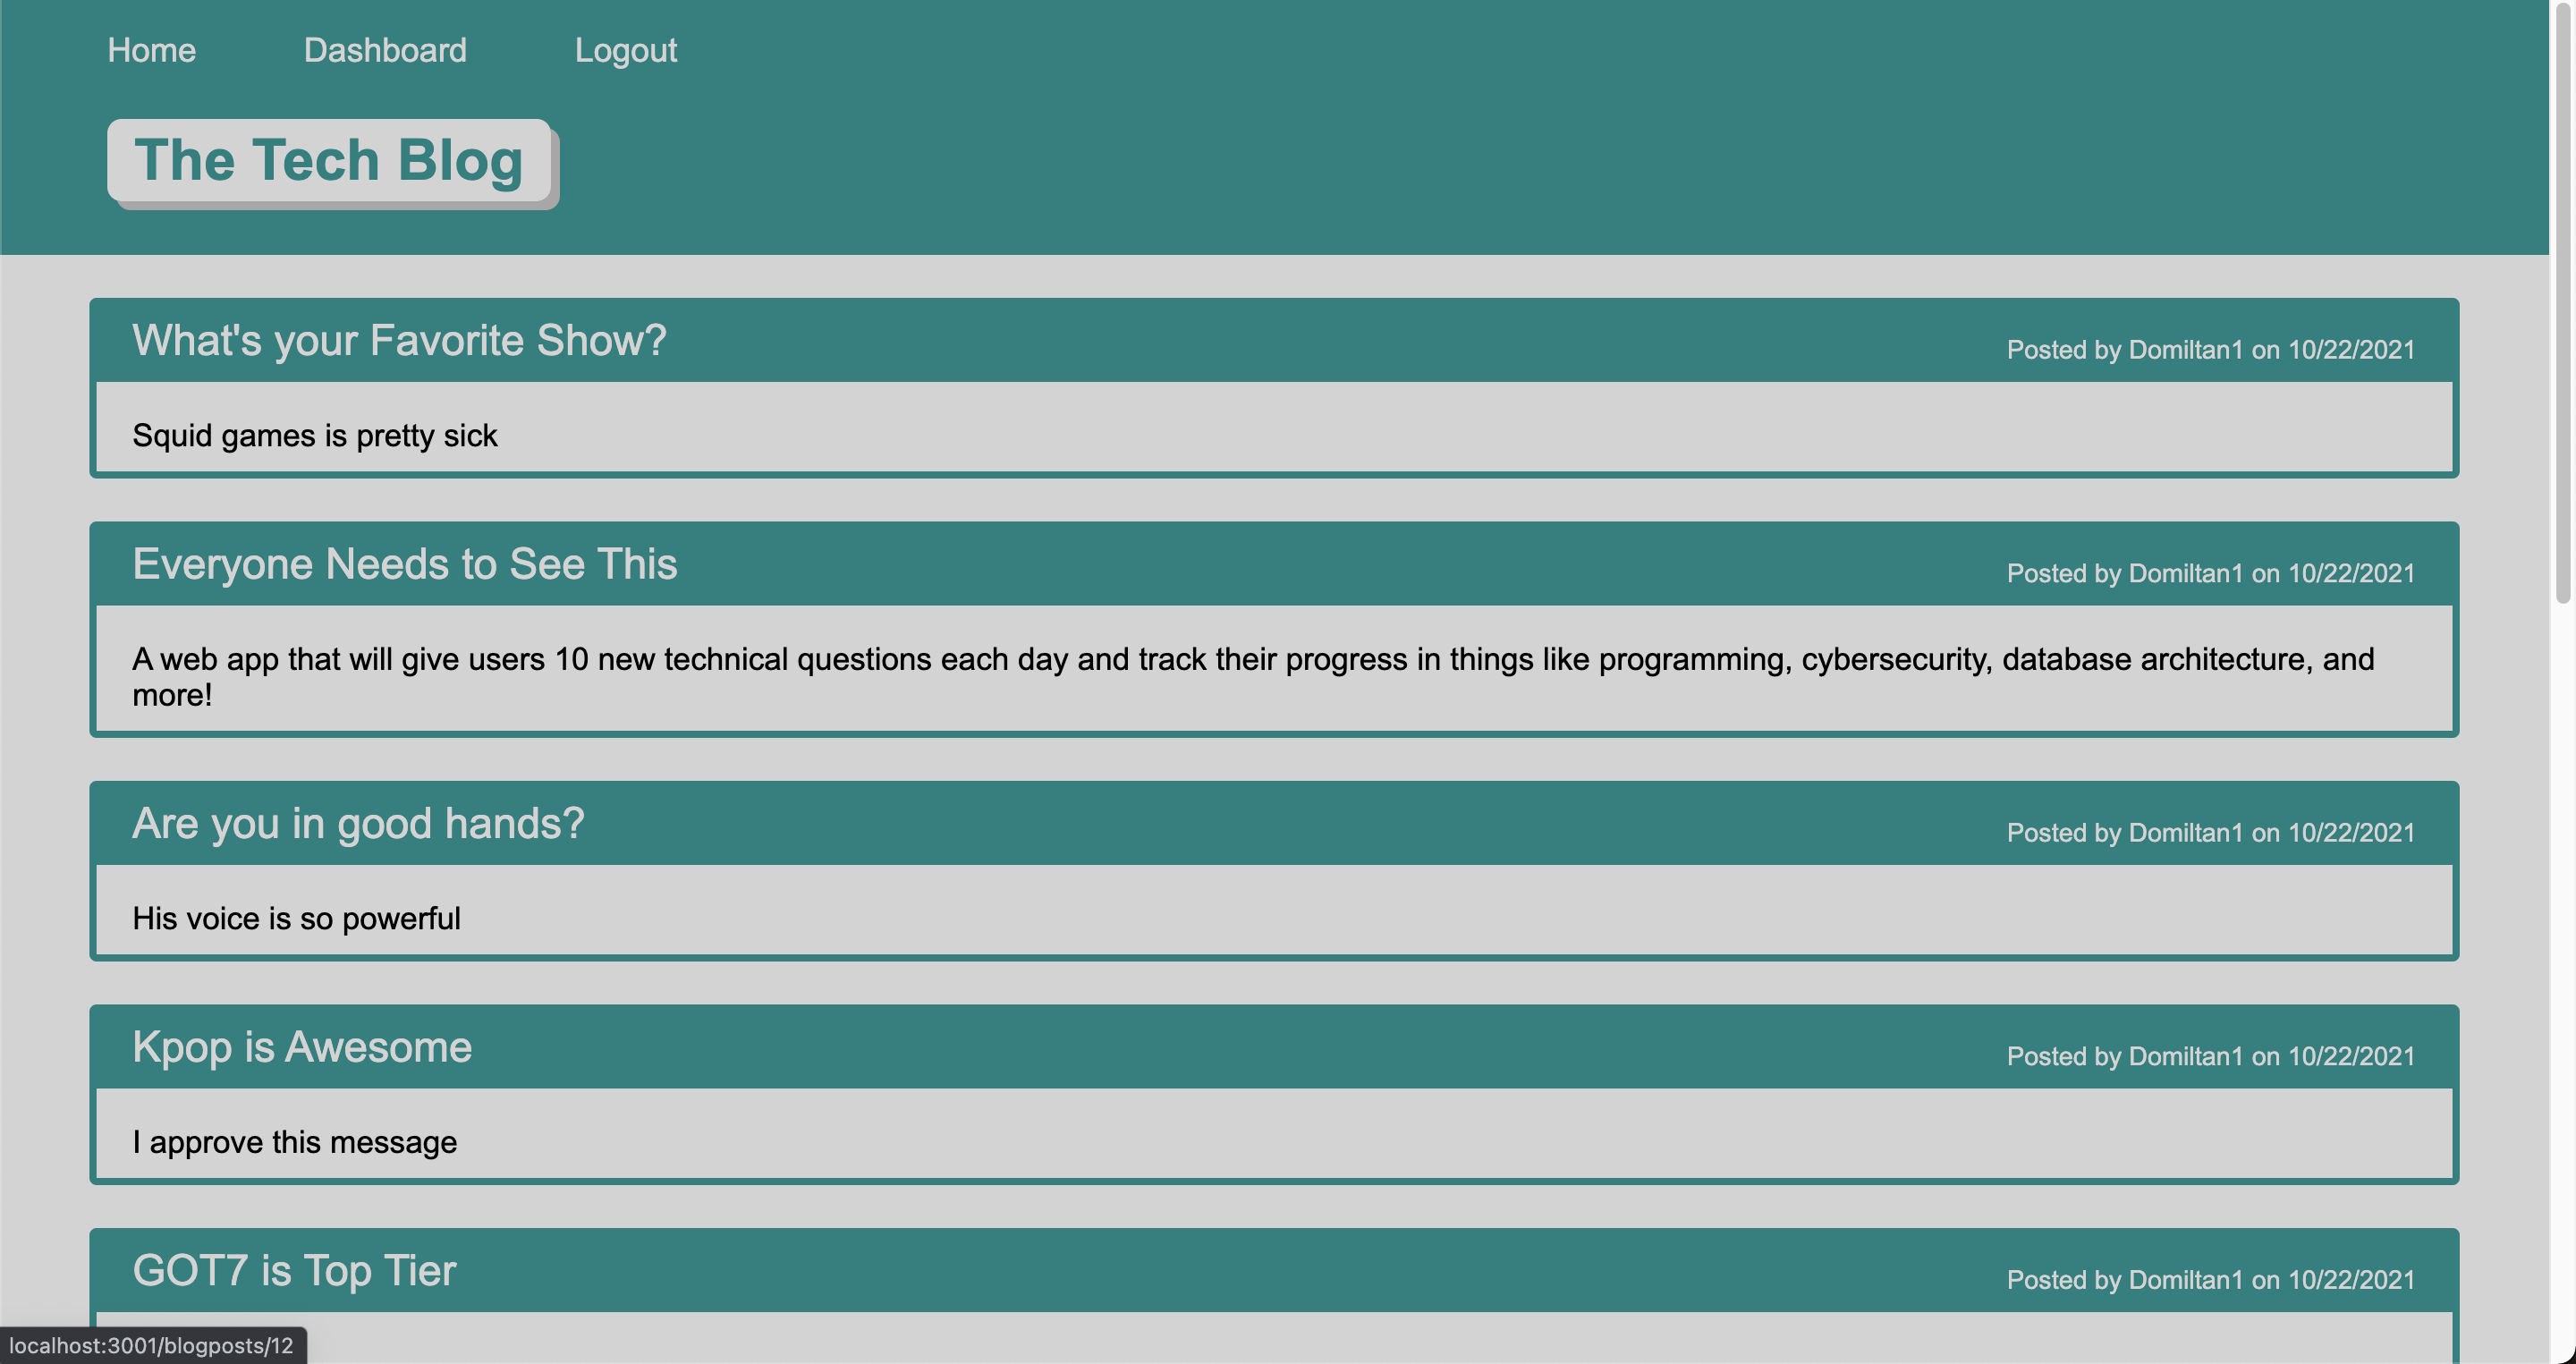 Home Dashboard Logout
The Tech Blog
What's your Favorite Show?
Posted by Domiltan1 on 10/22/2021
Squid games is pretty sick
Everyone Needs to See This
Posted by Domiltan1 on 10/22/2021
A web app that will give users 10 new technical questions each day and track their progress in things like programming, cybersecurity, database architecture, and
more!
Are you in good hands?
Posted by Domiltan1 on 10/22/2021
His voice is so powerful
Kpop is Awesome
Posted by Domiltan1 on 10/22/2021
I approve this message
GOT7 is Top Tier
Posted by Domiltan1 on 10/22/2021
localhost:3001/blogposts/12